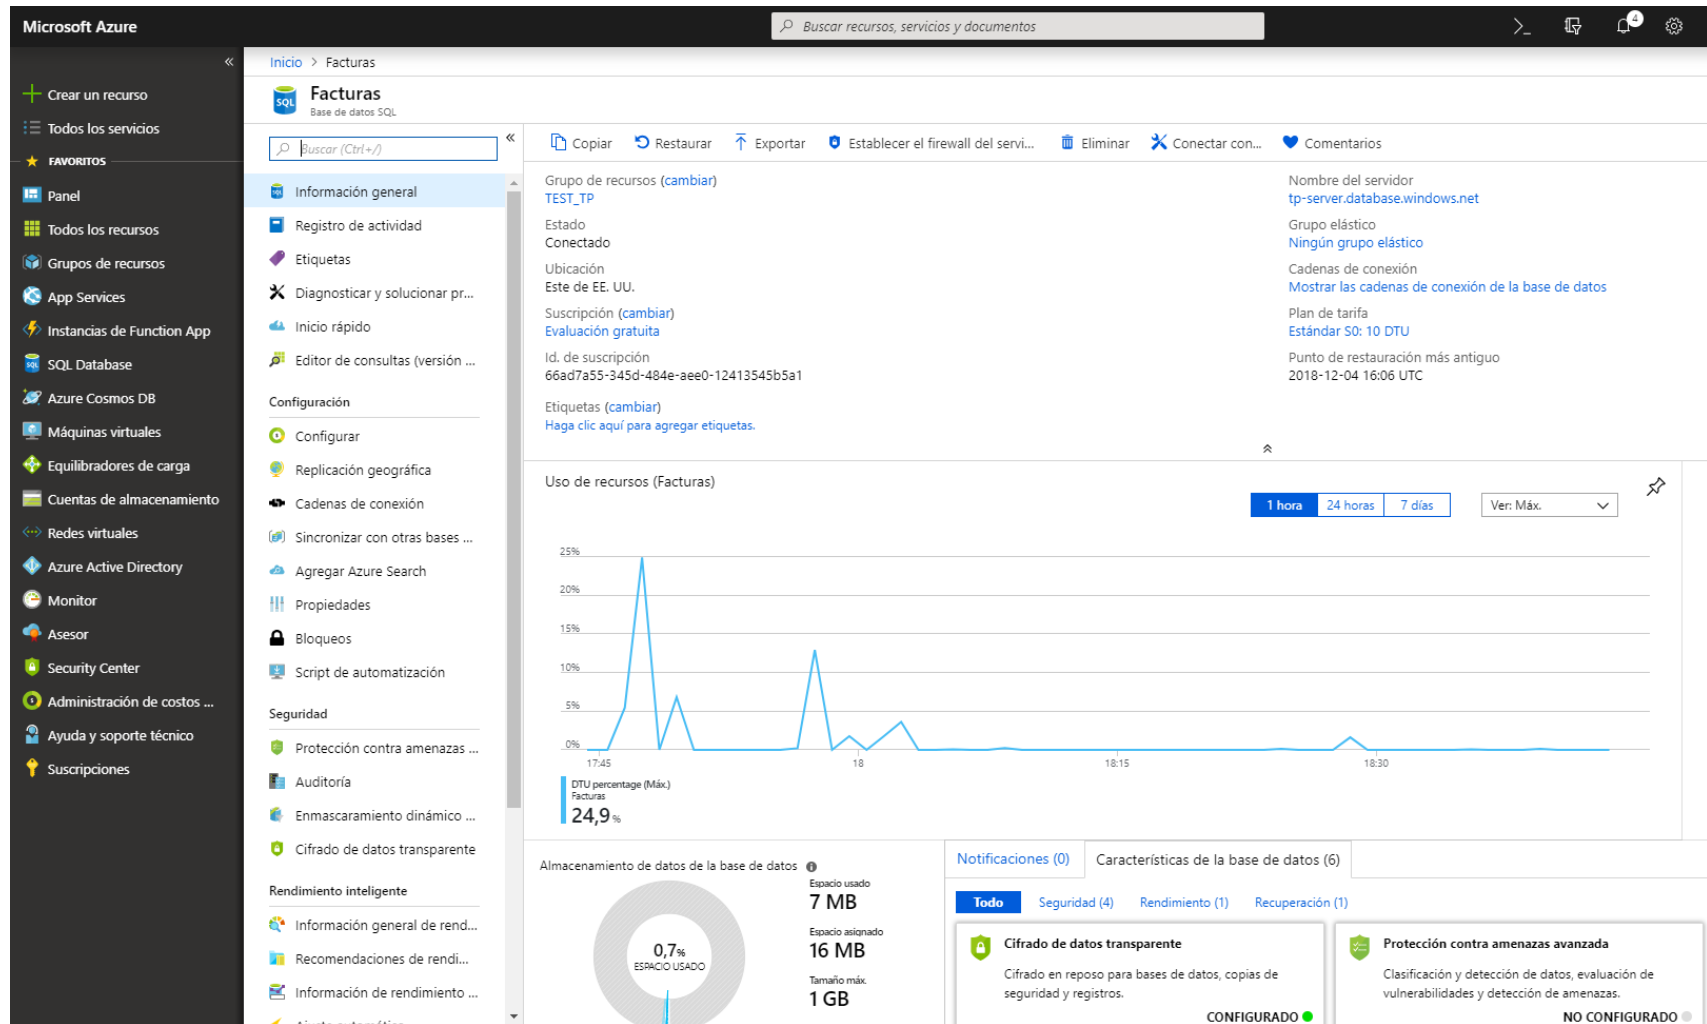 Microsoft Azure
Buscar recursos, servicios y documentos
4
Crear un recurso
Todos los servicios
FAVORITOS
Panel
Todos los recursos
Grupos de recursos
App Services
Instancias de Function App
SQL Database
Azure Cosmos DB
Máquinas virtuales
Equilibradores de carga
Cuentas de almacenamiento
Redes virtuales
Azure Active Directory
Monitor
Asesor
Security Center
Administración de costos ...
Ayuda y soporte técnico
Suscripciones
Inicio > Facturas
SQL
Facturas
Base de datos SQL
Buscar (Ctrl+/)
Información general
Registro de actividad
Etiquetas
Diagnosticar y solucionar pr...
Inicio rápido
Editor de consultas (versión ...
Configuración
Configurar
Replicación geográfica
Cadenas de conexión
Sincronizar con otras bases ...
Agregar Azure Search
Propiedades
Bloqueos
Script de automatización
Seguridad
Protección contra amenazas ...
Auditoría
Enmascaramiento dinámico ...
Cifrado de datos transparente
Rendimiento inteligente
Información general de rend...
Recomendaciones de rendi...
Información de rendimiento ...
Copiar
Restaurar
Exportar
Establecer el firewall del servi...
Eliminar
Conectar con...
Comentarios
Grupo de recursos (cambiar)
TEST_TP
Estado
Conectado
Ubicación
Este de EE. UU.
Suscripción (cambiar)
Evaluación gratuita
Id. de suscripción
66ad7a55-345d-484e-aee0-12413545b5a1
Etiquetas (cambiar)
Haga clic aquí para agregar etiquetas.
Nombre del servidor
tp-server.database.windows.net
Grupo elástico
Ningún grupo elástico
Cadenas de conexión
Mostrar las cadenas de conexión de la base de datos
Plan de tarifa
Estándar S0: 10 DTU
Punto de restauración más antiguo
2018-12-04 16:06 UTC
Uso de recursos (Facturas)
1 hora
24 horas
7 días
Ver: Máx.
25%
20%
15%
10%
5%
0%
17:45
18
18:15
18:30
DTU percentage (Máx.)
Facturas
24,9 %
Almacenamiento de datos de la base de datos
0,7%
ESPACIO USADO
Espacio usado
7 MB
Espacio asignado
16 MB
Tamaño máx.
1 GB
Notificaciones (0)
Características de la base de datos (6)
Todo
Seguridad (4)
Rendimiento (1)
Recuperación (1)
Cifrado de datos transparente
Cifrado en reposo para bases de datos, copias de
seguridad y registros.
CONFIGURADO
Protección contra amenazas avanzada
Clasificación y detección de datos, evaluación de
vulnerabilidades y detección de amenazas.
NO CONFIGURADO